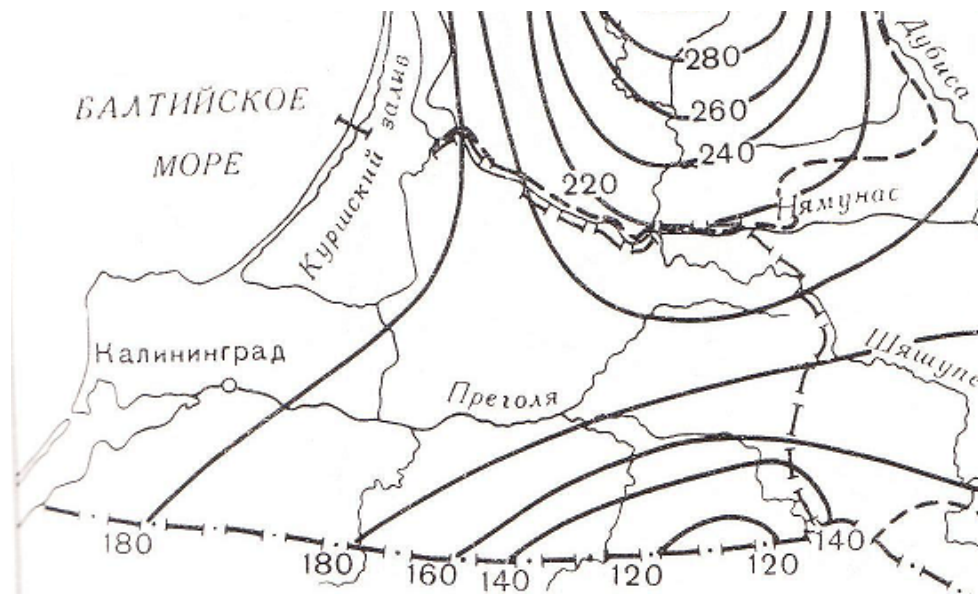 БАЛТИЙСКОЕ
МОРЕ
Куршский залив
Дубиса
280
260
240
220
Нямунас
Калининград
Преголя
Шяшупе
180
180
160
140
120
120
140